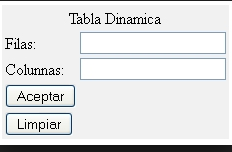 Tabla Dinamica
Filas:
Colunnas:
Aceptar
Limpiar